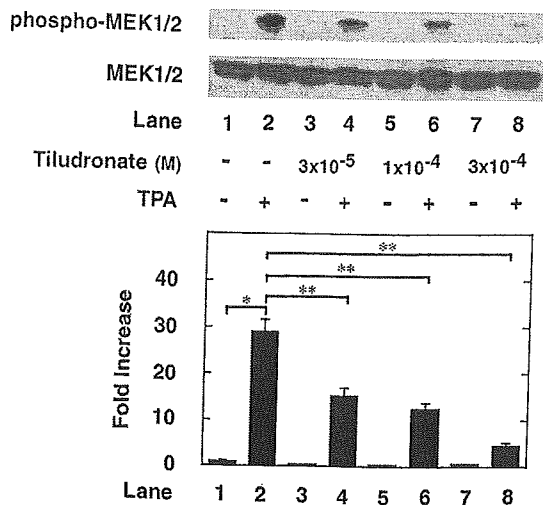 phospho-MEK1/2
MEK1/2
Lane 1 2 3 4 5 6 7 8
Tiludronate (M) - - 3x10-5 1x10-4 3x10-4
TPA - + - + - + - +
**
**
* **
Fold Increase
40
30
20
10
0
Lane 1 2 3 4 5 6 7 8